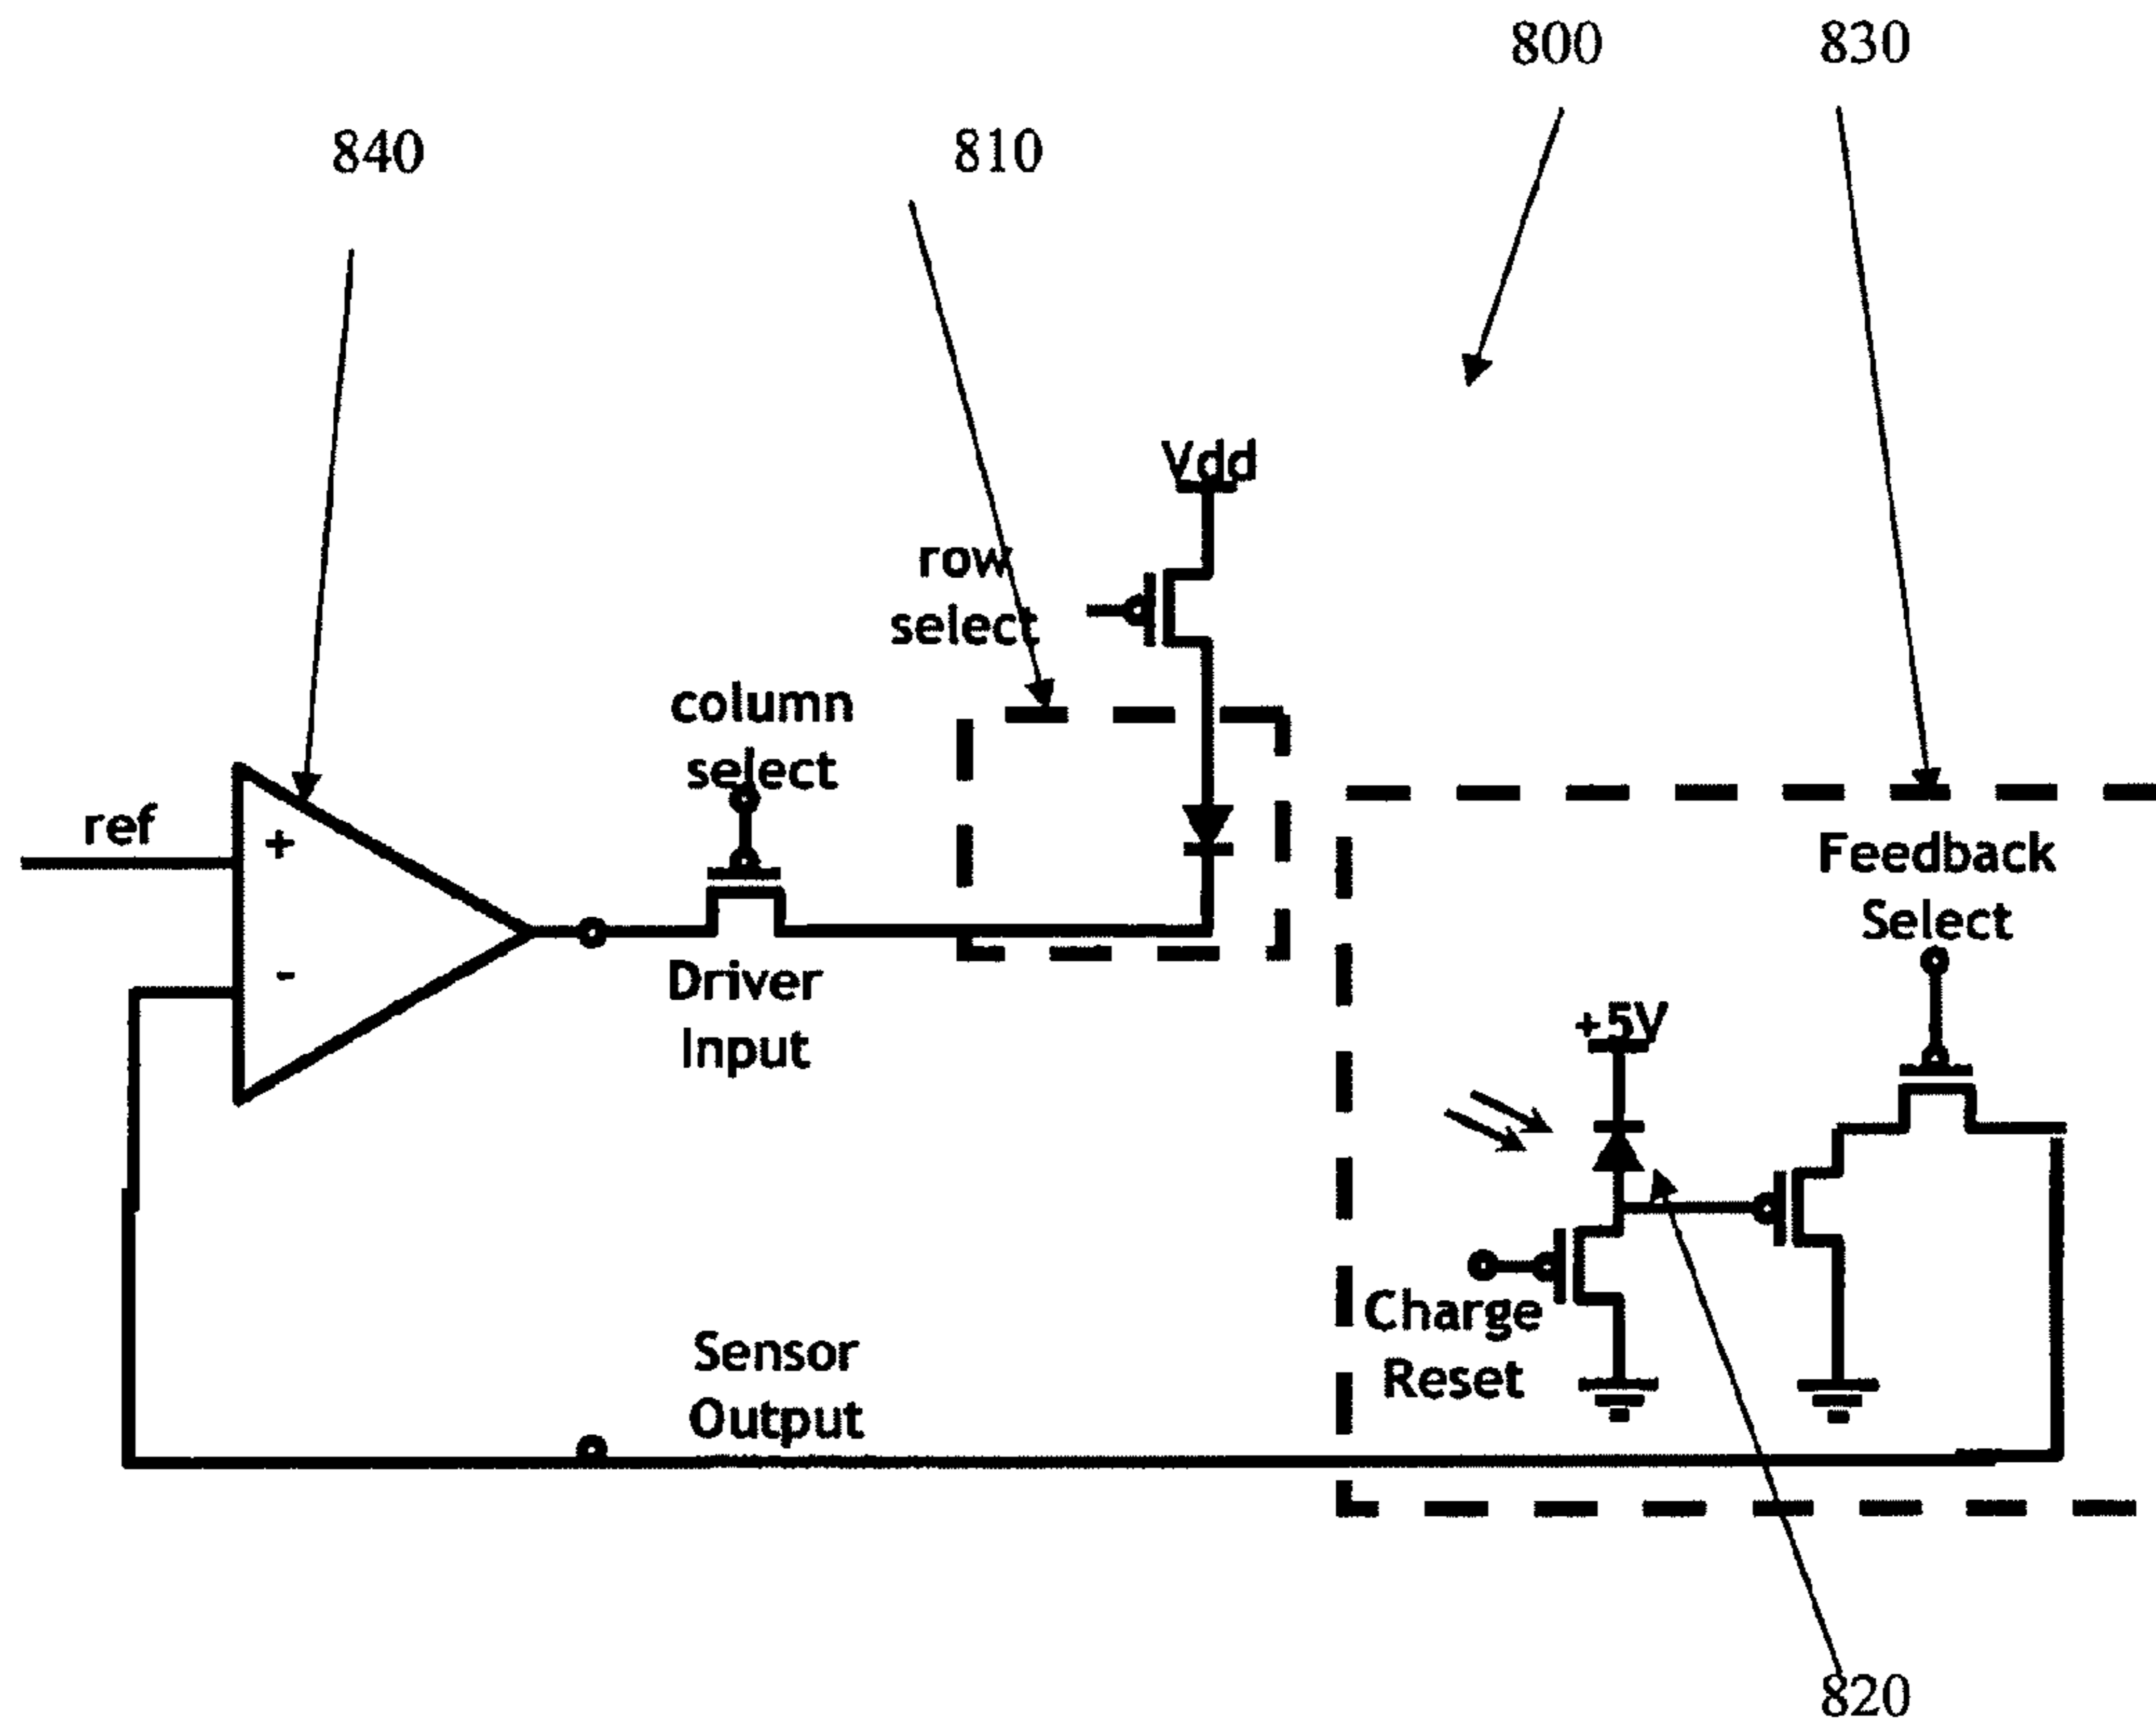 800
830
840
810
Vdd
row
select
column
select
ref
+
-
Driver
Input
Feedback
Select
+5V
Charge
Reset
Sensor
Output
820